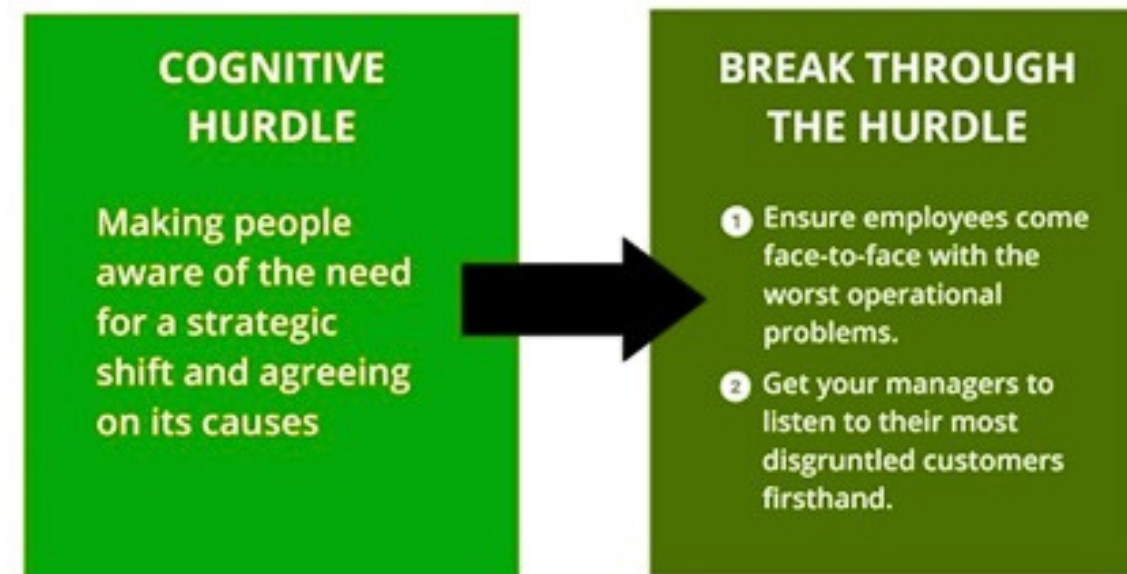 COGNITIVE
HURDLE
Making people
aware of the need
for a strategic
shift and agreeing
on its causes
BREAK THROUGH
THE HURDLE
1 Ensure employees come
face-to-face with the
worst operational
problems.
2 Get your managers to
listen to their most
disgruntled customers
firsthand.